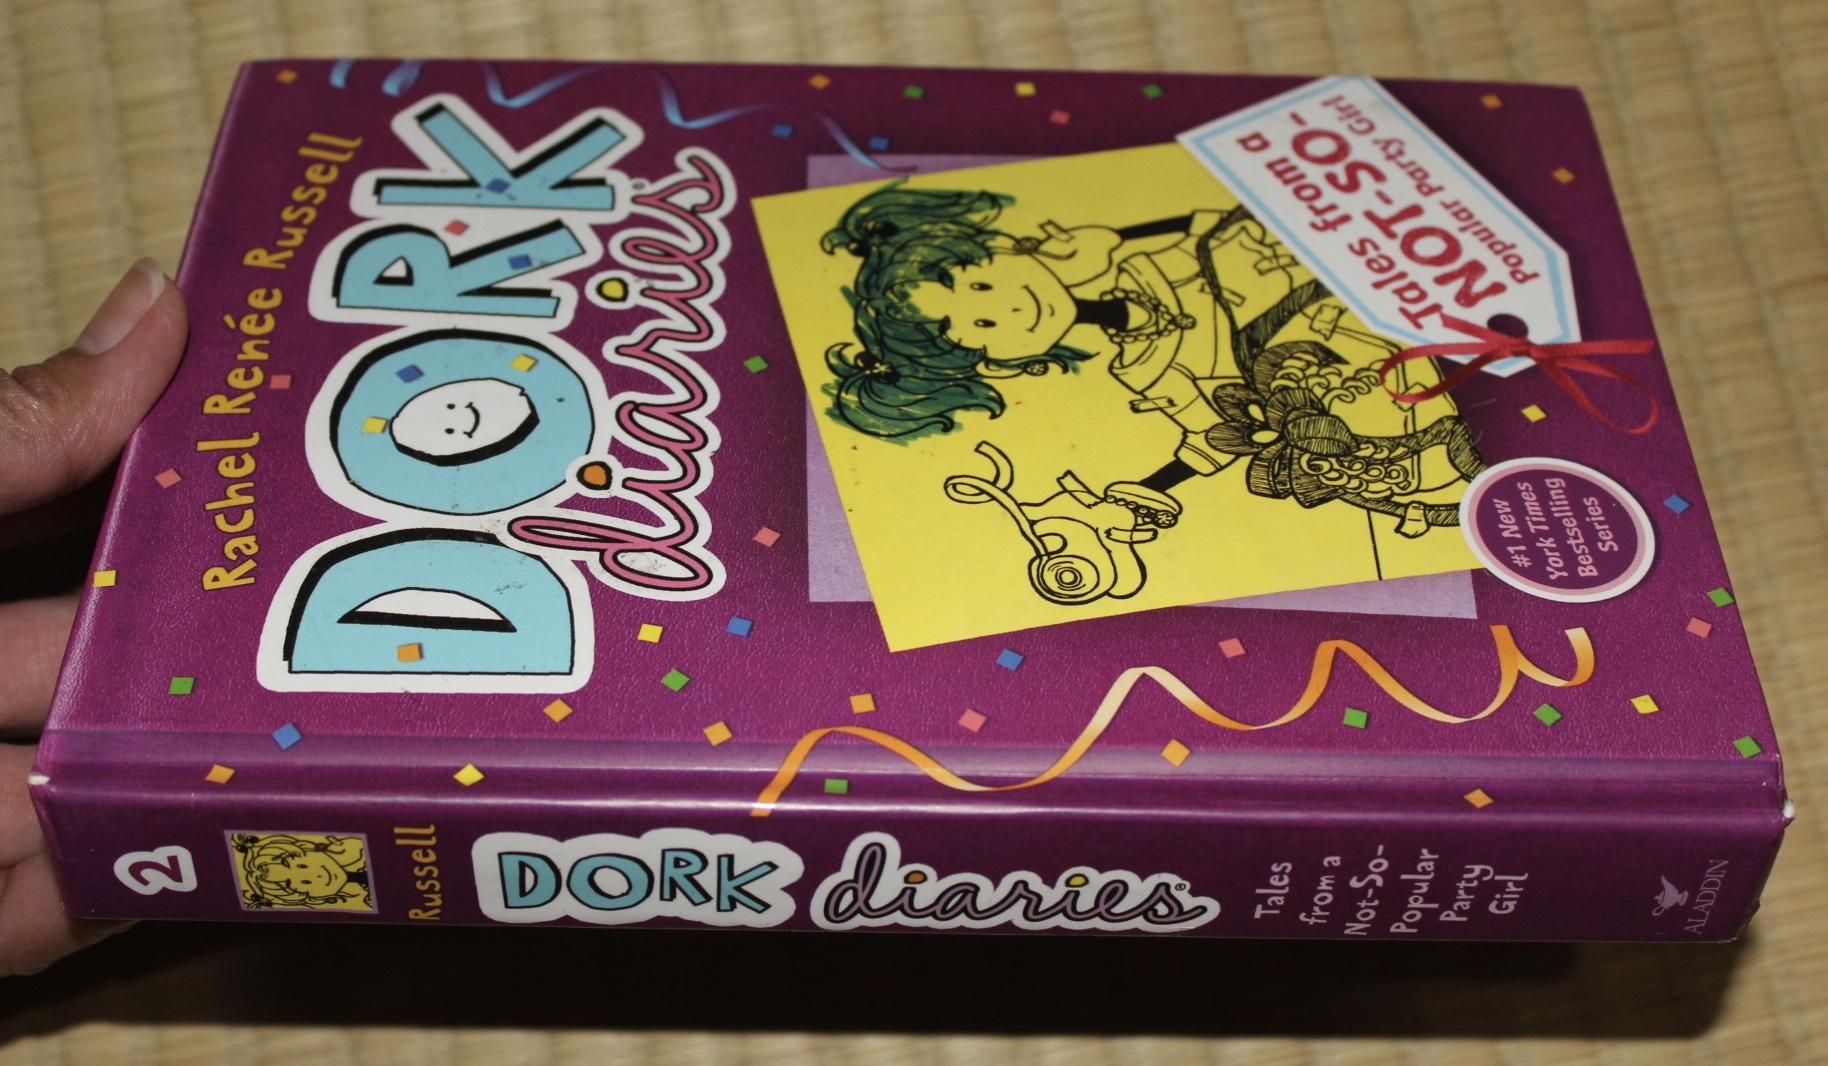 Rachel Renée Russell
DORK
diaries®
Tales from a
NOT-SO-
Popular Party Girl
#1 New
York Times
Bestselling
Series
2
Russell
DORK diaries®
Tales
from a
Not-So-
Popular
Party
Girl
ALADDIN